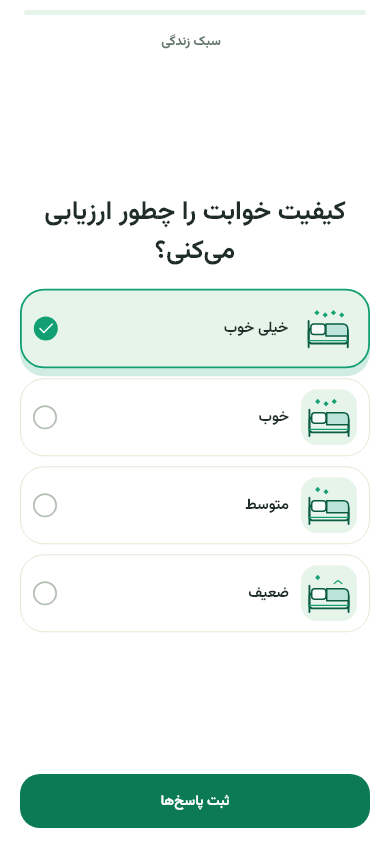 سبک زندگی
کیفیت خوابت را چطور ارزیابی
می‌کنی؟
خیلی خوب
خوب
متوسط
ضعیف
ثبت پاسخ‌ها